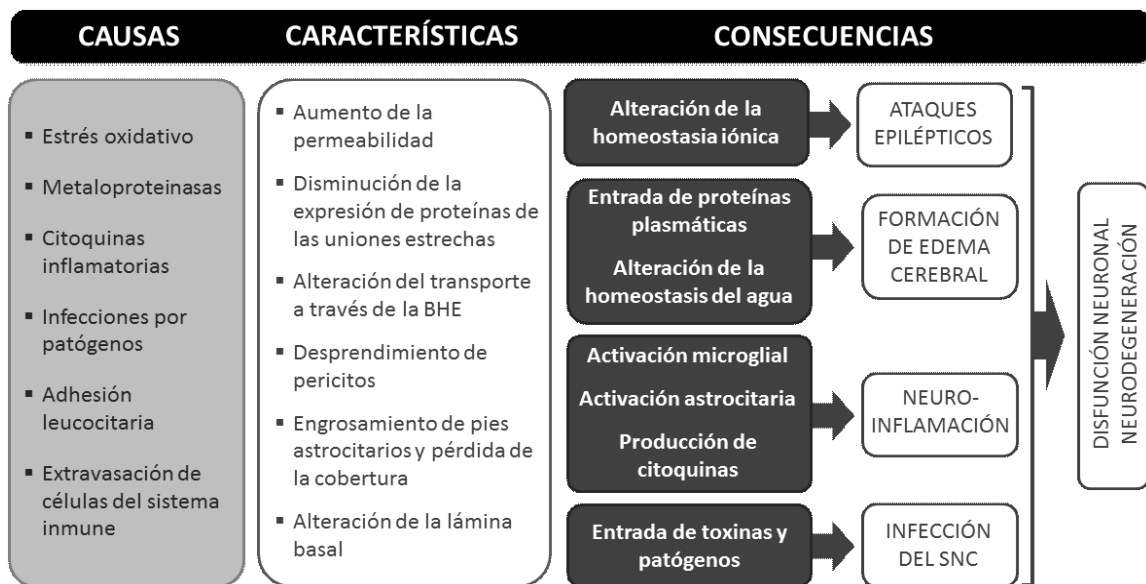 CAUSAS
CARACTERÍSTICAS
CONSECUENCIAS
▪ Estrés oxidativo
▪ Metaloproteinasas
▪ Citoquinas
inflamatorias
▪ Infecciones por
patógenos
▪ Adhesión
leucocitaria
▪ Extravasación de
células del sistema
inmune
▪ Aumento de la
permeabilidad
▪ Disminución de la
expresión de proteínas de
las uniones estrechas
▪ Alteración del transporte
a través de la BHE
▪ Desprendimiento de
pericitos
▪ Engrosamiento de pies
astrocitarios y pérdida de
la cobertura
▪ Alteración de la lámina
basal
Alteración de la
homeostasia iónica
ATAQUES
EPILÉPTICOS
Entrada de proteínas
plasmáticas
Alteración de la
homeostasis del agua
FORMACIÓN
DE EDEMA
CEREBRAL
Activación microglial
Activación astrocitaria
Producción de
citoquinas
NEURO-
INFLAMACIÓN
Entrada de toxinas y
patógenos
INFECCIÓN
DEL SNC
DISFUNCIÓN NEURONAL
NEURODEGENERACIÓN